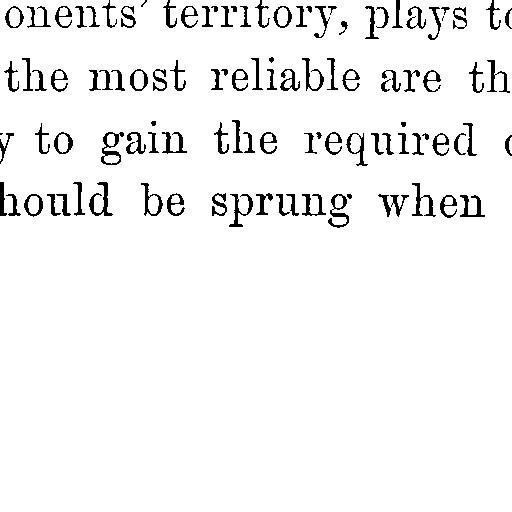 onents' territory, plays to
the most reliable are th
y to gain the required
hould be sprung when